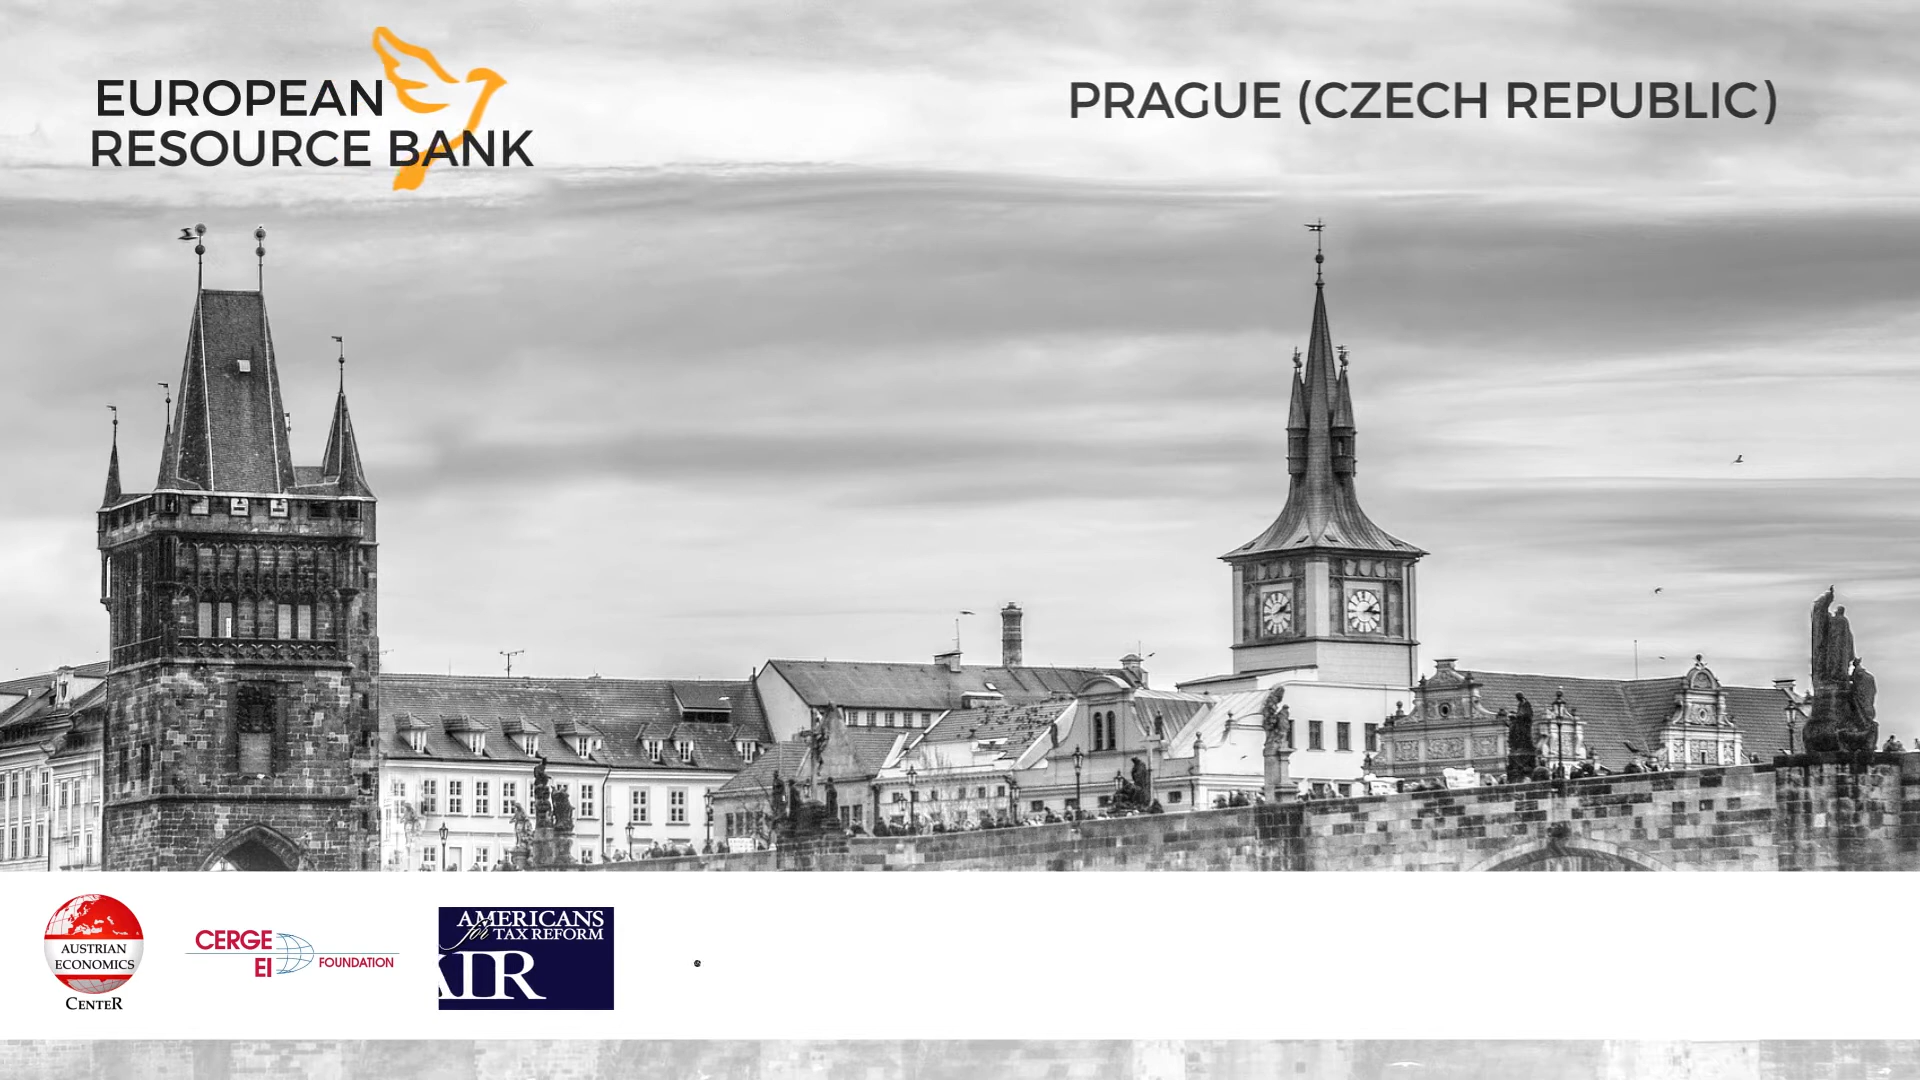 EUROPEAN
RESOURCE BANK
PRAGUE (CZECH REPUBLIC)
AUSTRIAN
ECONOMICS
CENTER
CERGE
EI
FOUNDATION
AMERICANS
for TAX REFORM
ATR